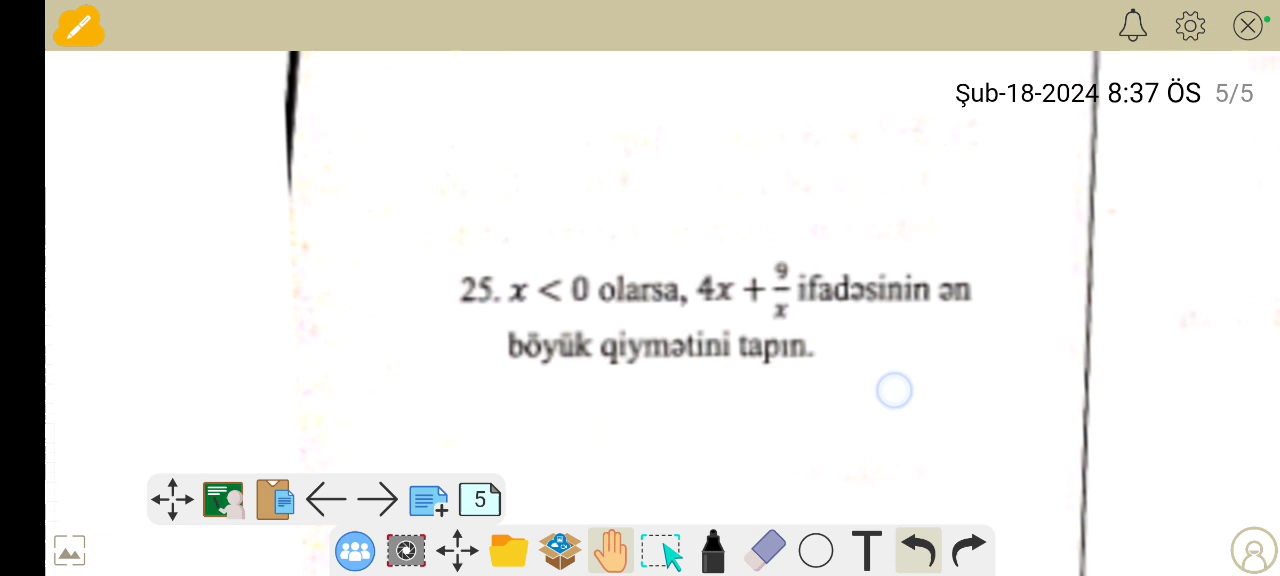 Şub-18-2024 8:37 ÖS 5/5
25. x < 0 olarsa, 4x + 9/x ifadəsinin ən
böyük qiymətini tapın.
5
T